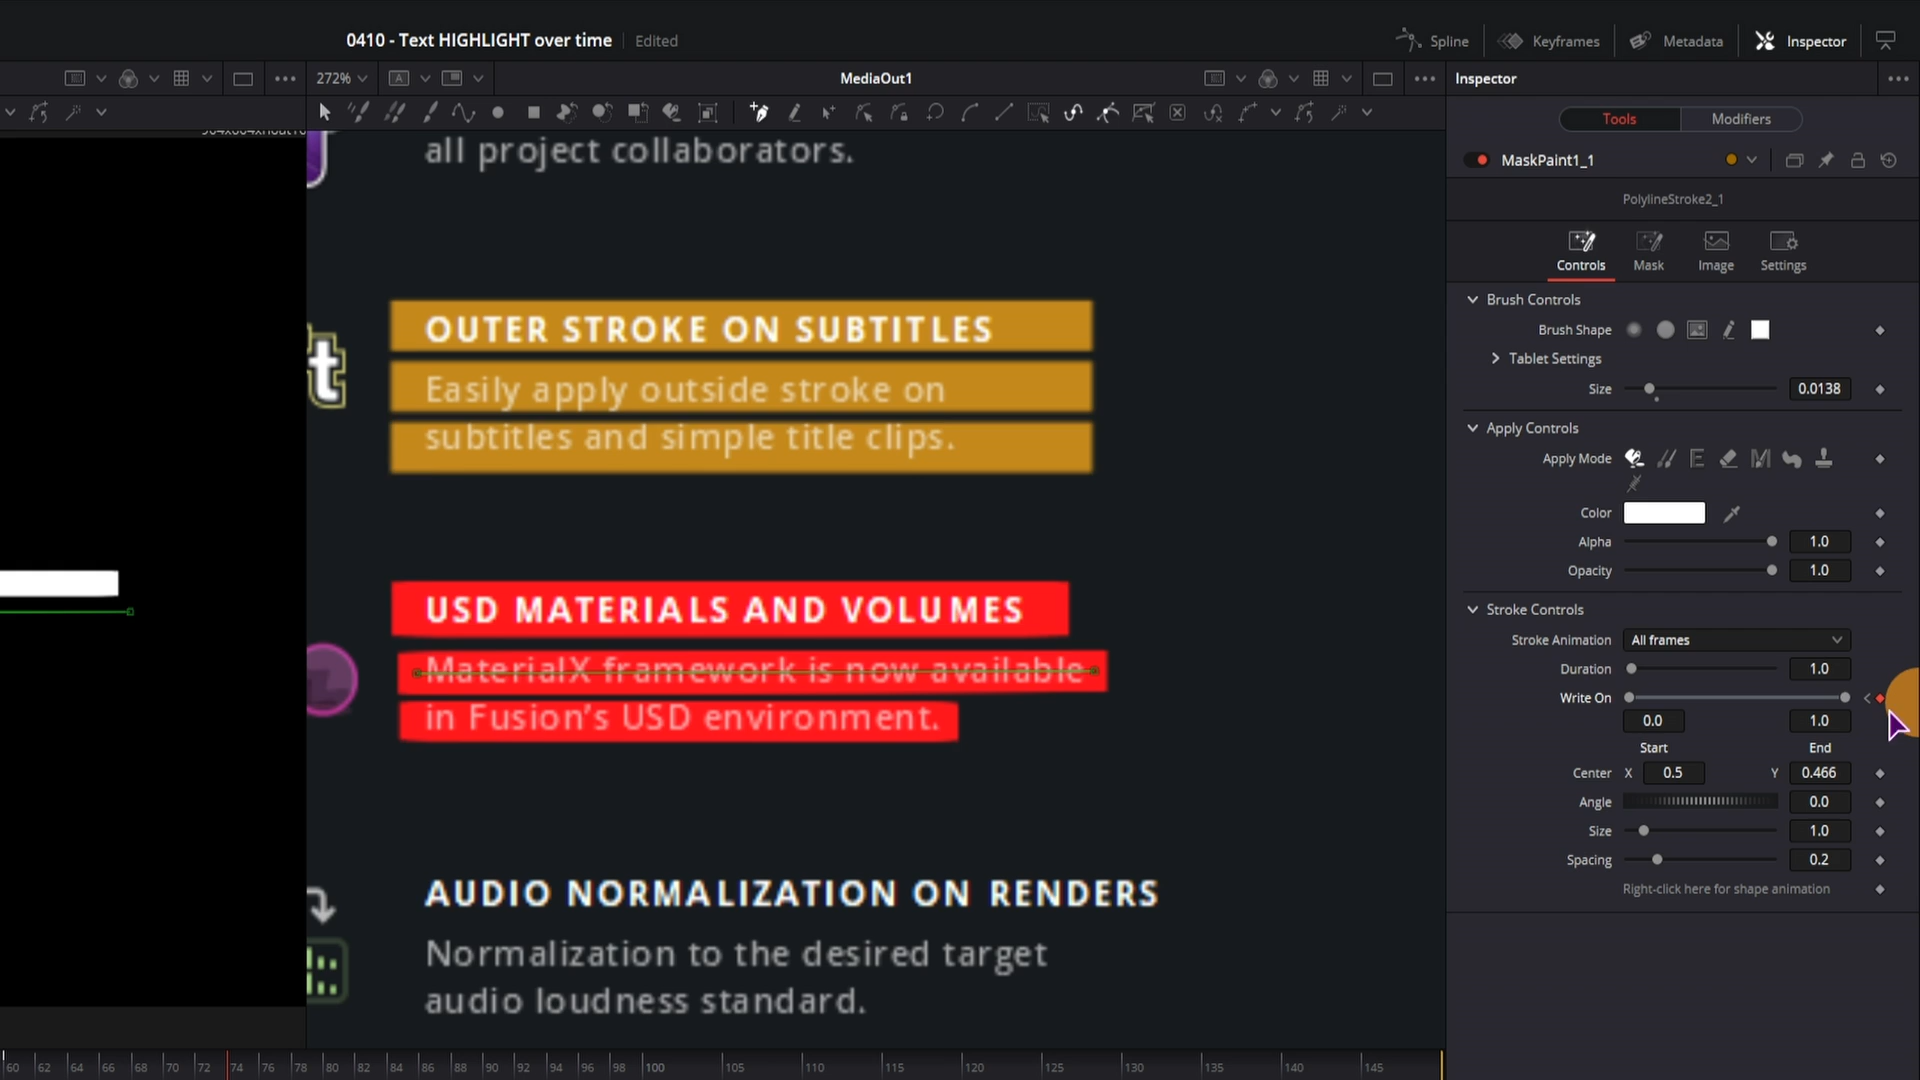 0410 - Text HIGHLIGHT over time
Edited
Spline
Keyframes
Metadata
Inspector
272%
A
MediaOut1
Inspector
Tools
Modifiers
MaskPaint1_1
PolylineStroke2_1
Controls
Mask
Image
Settings
Brush Controls
Brush Shape
Tablet Settings
Size
0.0138
Apply Controls
Apply Mode
Color
Alpha
1.0
Opacity
1.0
Stroke Controls
Stroke Animation
All frames
Duration
1.0
Write On
0.0
1.0
Start
End
Center X 0.5 Y 0.466
Angle
0.0
Size
1.0
Spacing
0.2
Right-click here for shape animation
all project collaborators.
t
OUTER STROKE ON SUBTITLES
Easily apply outside stroke on
subtitles and simple title clips.
USD MATERIALS AND VOLUMES
MaterialX framework is now available
in Fusion's USD environment.
AUDIO NORMALIZATION ON RENDERS
Normalization to the desired target
audio loudness standard.
60 62 64 66 68 70 72 74 76 78 80 82 84 86 88 90 92 94 96 98 100 105 110 115 120 125 130 135 140 145